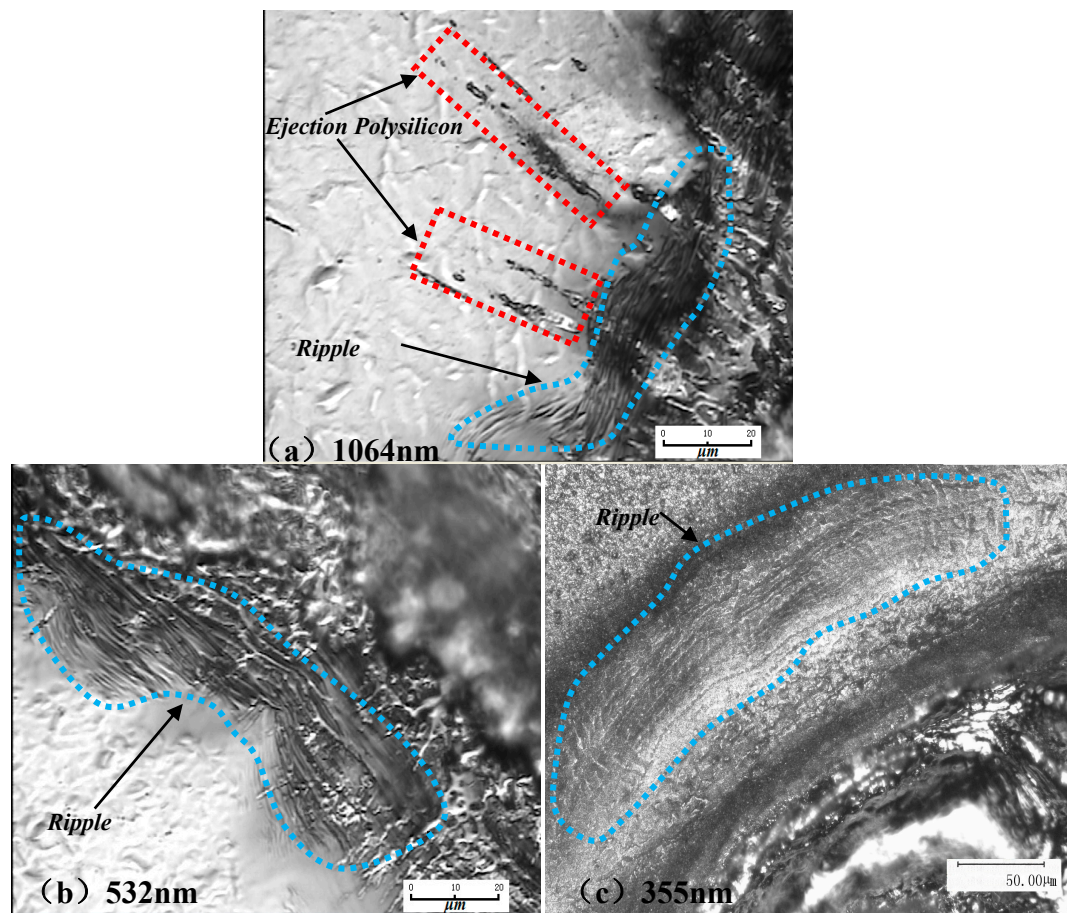 Ejection Polysilicon
Ripple
0 10 20
μm
（a）1064nm
Ripple
（b）532nm
0 10 20
μm
Ripple
（c）355nm
50.00μm